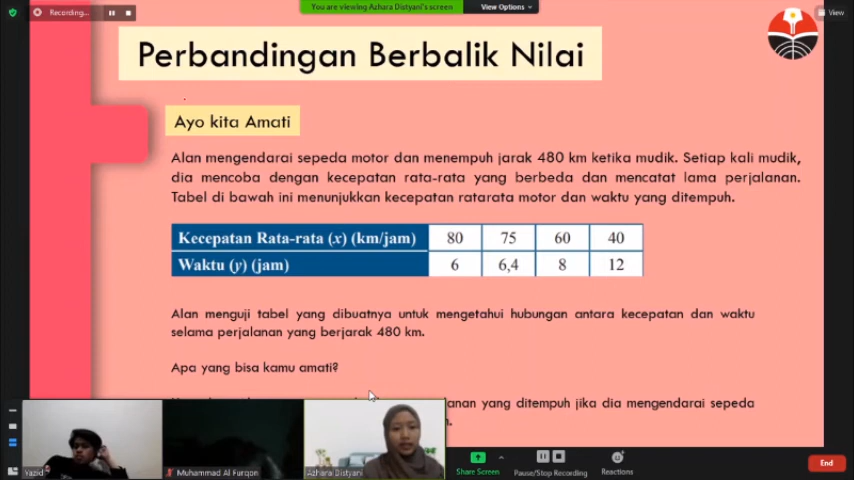 Recording...
You are viewing Azhara Distyani's screen
View Options
View
Perbandingan Berbalik Nilai
Ayo kita Amati
Alan mengendarai sepeda motor dan menempuh jarak 480 km ketika mudik. Setiap kali mudik,
dia mencoba dengan kecepatan rata-rata yang berbeda dan mencatat lama perjalanan.
Tabel di bawah ini menunjukkan kecepatan ratarata motor dan waktu yang ditempuh.
Kecepatan Rata-rata (x) (km/jam) 80 75 60 40
Waktu (y) (jam) 6 6,4 8 12
Alan menguji tabel yang dibuatnya untuk mengetahui hubungan antara kecepatan dan waktu
selama perjalanan yang berjarak 480 km.
Apa yang bisa kamu amati?
yang ditempuh jika dia mengendarai sepeda
Yazid
Muhammad Al Furqon
Azhara Distyani
Share Screen
Pause/Stop Recording
Reactions
End